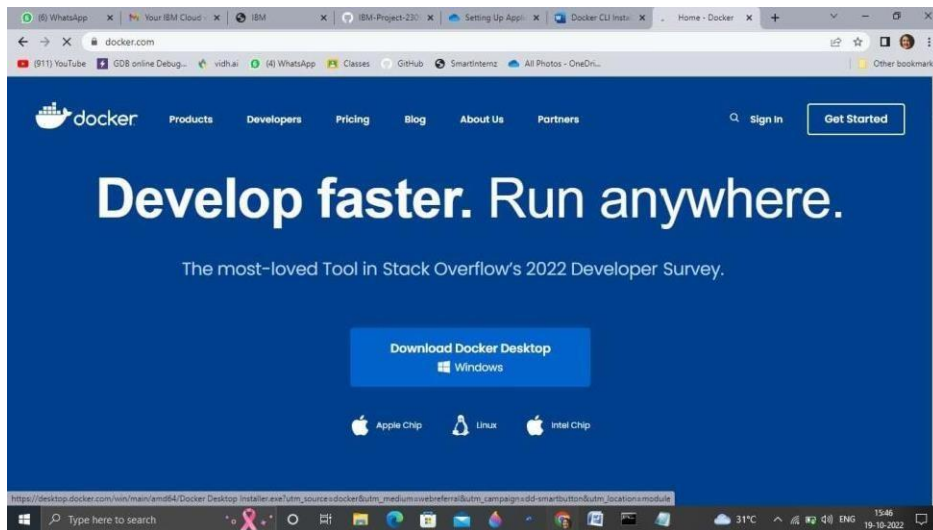 (6) WhatsApp
Your IBM Cloud
IBM
IBM-Project-230
Setting Up Appli
Docker CLI Insta
Home - Docker
docker.com
(911) YouTube
GDB online Debug...
vidh.ai
(4) WhatsApp
Classes
GitHub
Smartinternz
All Photos - OneDri...
Other bookmark
docker
Products
Developers
Pricing
Blog
About Us
Partners
Sign In
Get Started
Develop faster. Run anywhere.
The most-loved Tool in Stack Overflow's 2022 Developer Survey.
Download Docker Desktop
Windows
Apple Chip
Linux
Intel Chip
https://desktop.docker.com/win/main/amd64/Docker Desktop Installer.exe?utm_source=docker&utm_medium=webreferral&utm_campaign=dd-smartbutton&utm_location=module
Type here to search
31°C
ENG
15:46
19-10-2022